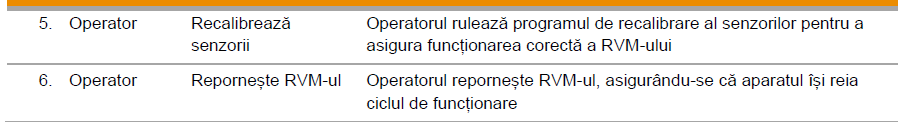 5. Operator Recalibrează Operatorul rulează programul de recalibrare al senzorilor pentru a
senzorii asigura funcționarea corectă a RVM-ului
6. Operator Repornește RVM-ul Operatorul repornește RVM-ul, asigurându-se că aparatul își reia
ciclul de funcționare